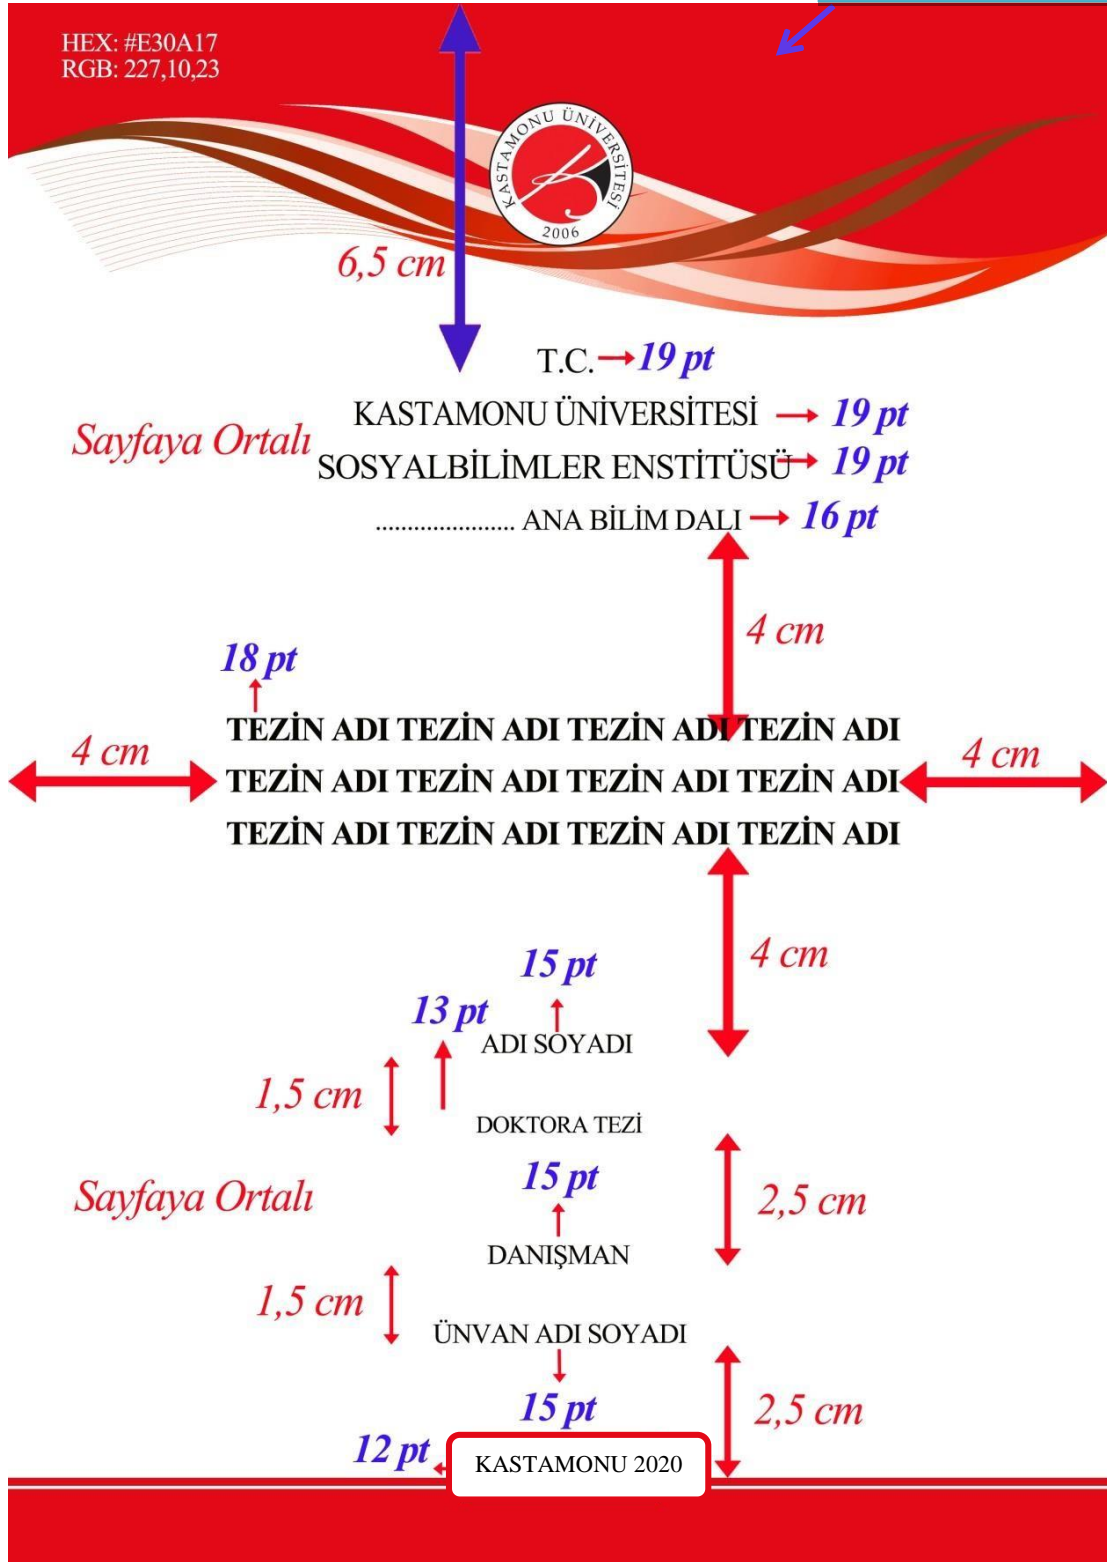 HEX: #E30A17
RGB: 227,10,23
KASTAMONU ÜNİVERSİTESİ
2006
6,5 cm
T.C. 19 pt
KASTAMONU ÜNİVERSİTESİ 19 pt
Sayfaya Ortalı
SOSYALBİLİMLER ENSTİTÜSÜ 19 pt
...................... ANA BİLİM DALI 16 pt
4 cm
18 pt
TEZİN ADI TEZİN ADI TEZİN ADI TEZİN ADI
4 cm
4 cm
TEZİN ADI TEZİN ADI TEZİN ADI TEZİN ADI
TEZİN ADI TEZİN ADI TEZİN ADI TEZİN ADI
4 cm
15 pt
13 pt
ADI SOYADI
1,5 cm
DOKTORA TEZİ
15 pt
Sayfaya Ortalı
2,5 cm
DANIŞMAN
1,5 cm
ÜNVAN ADI SOYADI
15 pt
2,5 cm
12 pt
KASTAMONU 2020